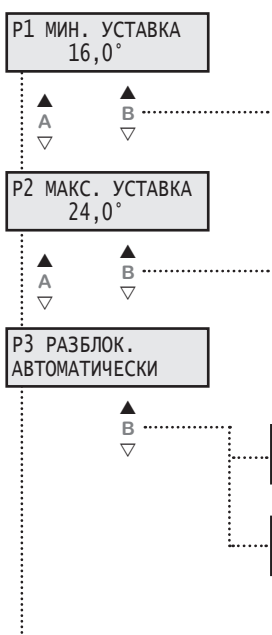 P1 МИН. УСТАВКА
16,0°
A
B
P2 МАКС. УСТАВКА
24,0°
A
B
P3 РАЗБЛОК.
АВТОМАТИЧЕСКИ
B